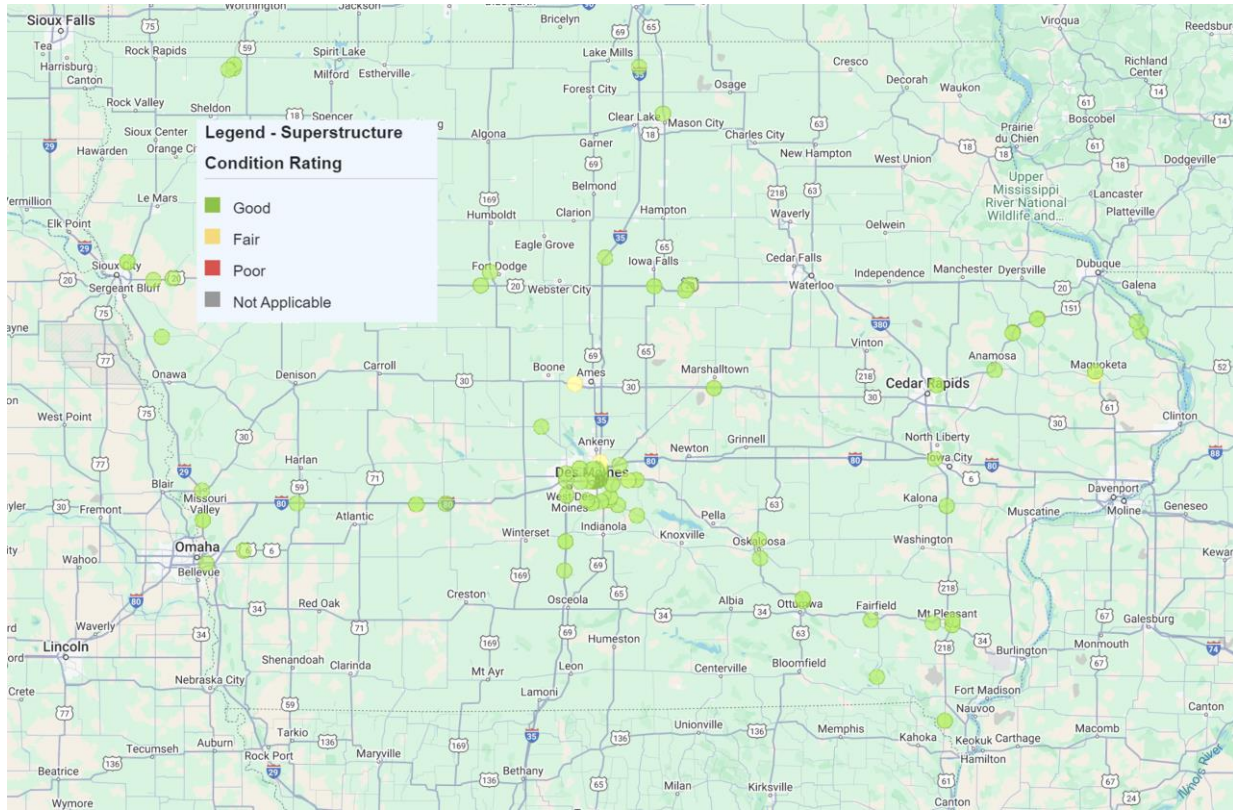 Sioux Falls
Worthington
Jackson
Bricelyn
Viroqua
Reedsburg
Tea
Harrisburg
Canton
Rock Rapids
Spirit Lake
Milford
Estherville
Lake Mills
Forest City
Osage
Cresco
Decorah
Waukon
Richland
Center
Rock Valley
Sheldon
Spencer
Sioux Center
Hawarden
Algona
Clear Lake
Mason City
Garner
Charles City
New Hampton
West Union
Prairie
du Chien
Boscobel
Dodgeville
Legend - Superstructure
Condition Rating
Good
Fair
Poor
Not Applicable
Le Mars
Elk Point
Belmond
Humboldt
Clarion
Hampton
Waverly
Oelwein
Upper
Mississippi
River National
Wildlife and...
Lancaster
Platteville
Eagle Grove
Sioux City
Sergeant Bluff
Fort Dodge
Webster City
Iowa Falls
Cedar Falls
Waterloo
Independence
Manchester
Dyersville
Dubuque
Galena
Onawa
Denison
Carroll
Boone
Ames
Marshalltown
Vinton
Cedar Rapids
Anamosa
Maquoketa
Clinton
West Point
Harlan
Ankeny
Des Moines
West Des
Moines
Newton
Grinnell
North Liberty
Iowa City
Blair
Missouri
Valley
Fremont
Atlantic
Winterset
Indianola
Pella
Knoxville
Oskaloosa
Kalona
Washington
Muscatine
Davenport
Moline
Geneseo
Wahoo
Omaha
Bellevue
Red Oak
Creston
Osceola
Albia
Ottumwa
Fairfield
Mt Pleasant
Burlington
Monmouth
Galesburg
Waverly
Lincoln
Shenandoah
Clarinda
Mt Ayr
Humeston
Leon
Centerville
Bloomfield
Crete
Nebraska City
Lamoni
Fort Madison
Nauvoo
Canton
Tarkio
Unionville
Memphis
Kahoka
Keokuk
Carthage
Macomb
Hamilton
Tecumseh
Auburn
Rock Port
Maryville
Bethany
Beatrice
Wymore
Milan
Kirksville
Canton
Illinois River